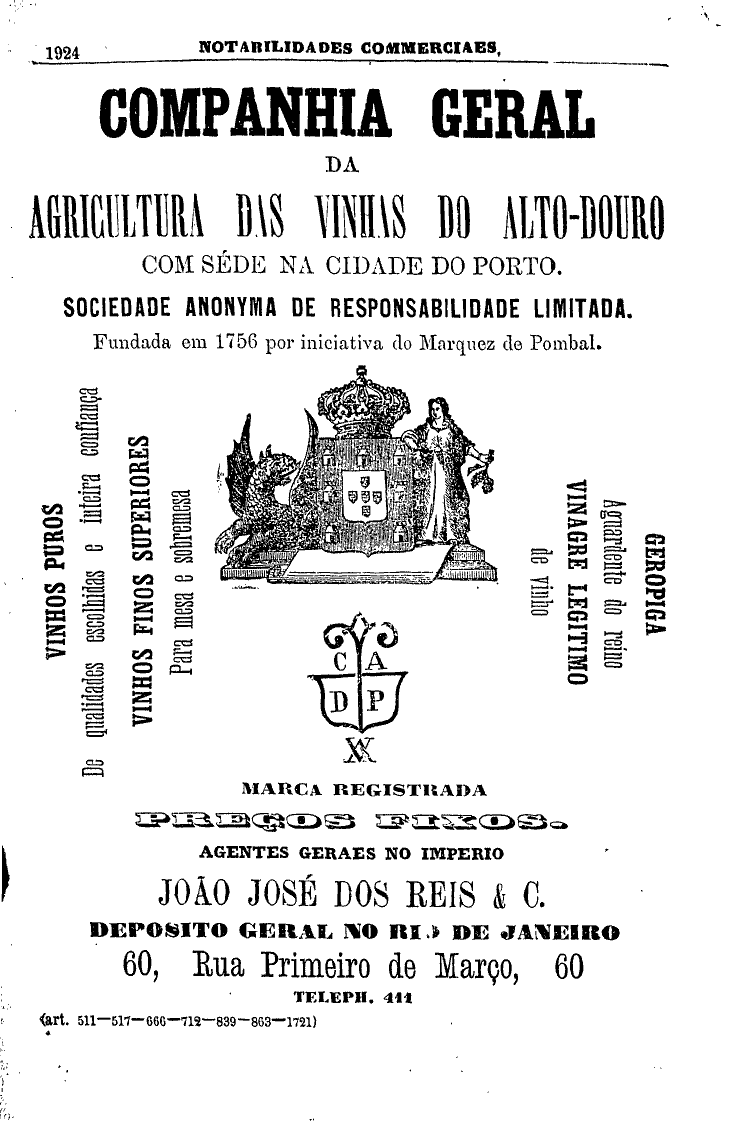 1924 NOTABILIDADES COMMERCIAES,
COMPANHIA GERAL
DA
AGRICULTURA DAS VINHAS DO ALTO-DOURO
COM SÉDE NA CIDADE DO PORTO.
SOCIEDADE ANONYMA DE RESPONSABILIDADE LIMITADA.
Fundada em 1756 por iniciativa do Marquez de Pombal.
VINHOS PUROS
De qualidades escolhidas e inteira confiança
VINHOS FINOS SUPERIORES
Para mesa e sobremesa
GEROPIGA
Aguardente do reino
VINAGRE LEGITIMO
de vinho
C A
D P
MARCA REGISTRADA
PREÇOS FIXOS.
AGENTES GERAES NO IMPERIO
JOÃO JOSÉ DOS REIS & C.
DEPOSITO GERAL NO RIO DE JANEIRO
60, Rua Primeiro de Março, 60
TELEPH. 411
(art. 511—517—666—712—839—863—1721)